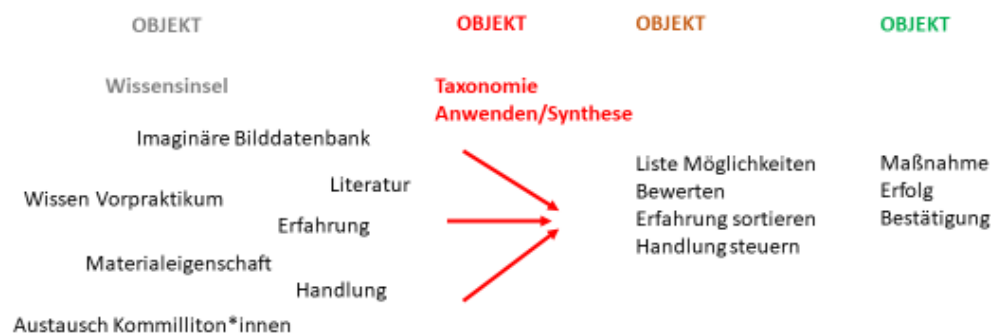 OBJEKT
OBJEKT
OBJEKT
OBJEKT
Wissensinsel
Taxonomie
Anwenden/Synthese
Imaginäre Bilddatenbank
Literatur
Wissen Vorpraktikum
Erfahrung
Materialeigenschaft
Handlung
Austausch Kommilliton*innen
Liste Möglichkeiten
Bewerten
Erfahrung sortieren
Handlung steuern
Maßnahme
Erfolg
Bestätigung